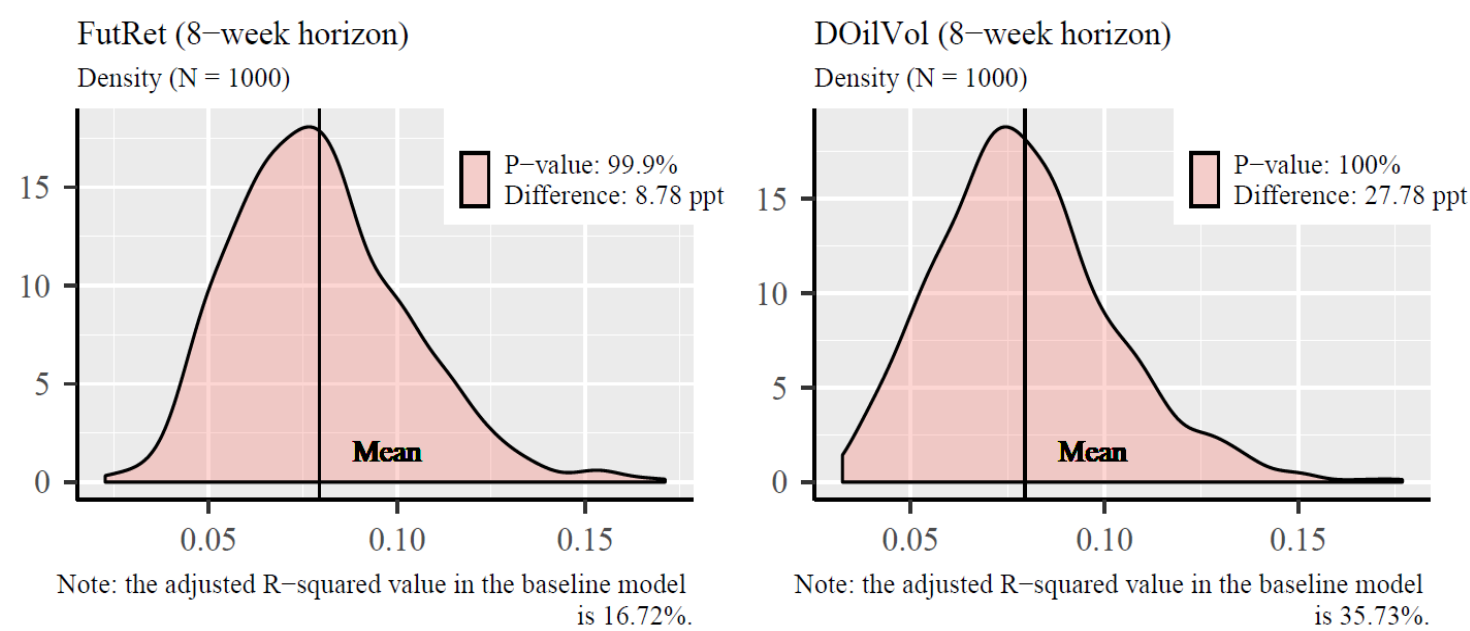 FutRet (8−week horizon)
Density (N = 1000)
P−value: 99.9%
Difference: 8.78 ppt
15
10
5
0
Mean
0.05
0.10
0.15
Note: the adjusted R−squared value in the baseline model
is 16.72%.
DOilVol (8−week horizon)
Density (N = 1000)
P−value: 100%
Difference: 27.78 ppt
15
10
5
0
Mean
0.05
0.10
0.15
Note: the adjusted R−squared value in the baseline model
is 35.73%.